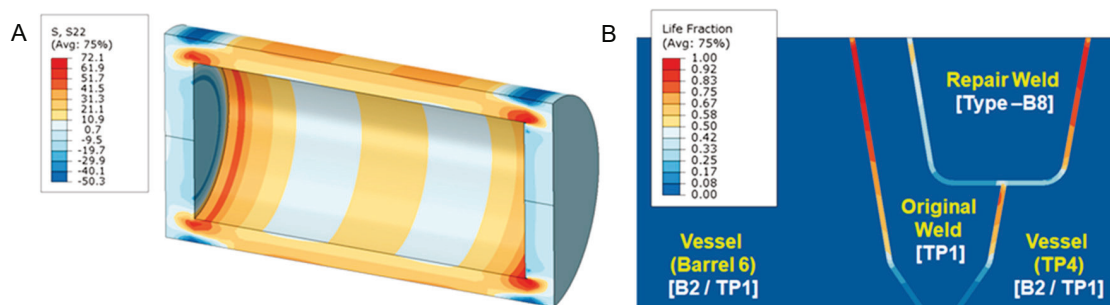 A
S, S22
(Avg: 75%)
72.1
61.9
51.7
41.5
31.3
21.1
10.9
0.7
-9.5
-19.7
-29.9
-40.1
-50.3
B
Life Fraction
(Avg: 75%)
1.00
0.92
0.83
0.75
0.67
0.58
0.50
0.42
0.33
0.25
0.17
0.08
0.00
Repair Weld
[Type –B8]
Original
Weld
[TP1]
Vessel
(Barrel 6)
[B2 / TP1]
Vessel
(TP4)
[B2 / TP1]